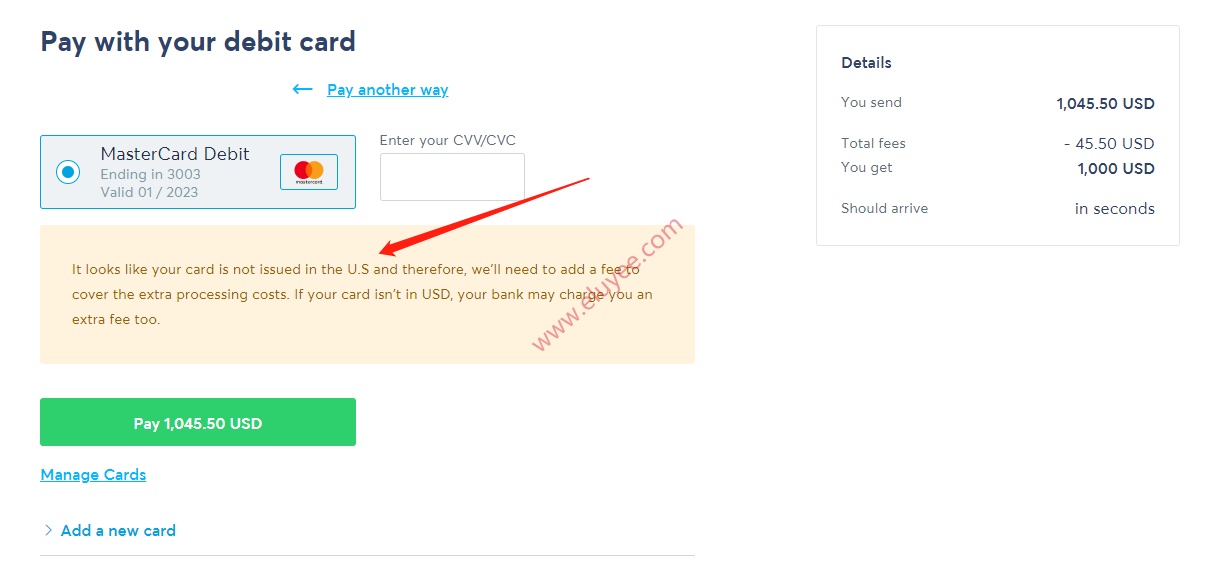 Pay with your debit card
Pay another way
MasterCard Debit
Ending in 3003
Valid 01 / 2023
mastercard
Enter your CVV/CVC
It looks like your card is not issued in the U.S and therefore, we’ll need to add a fee to
cover the extra processing costs. If your card isn’t in USD, your bank may charge you an
extra fee too.
www.eluyee.com
Pay 1,045.50 USD
Manage Cards
Add a new card
Details
You send 1,045.50 USD
Total fees - 45.50 USD
You get 1,000 USD
Should arrive in seconds